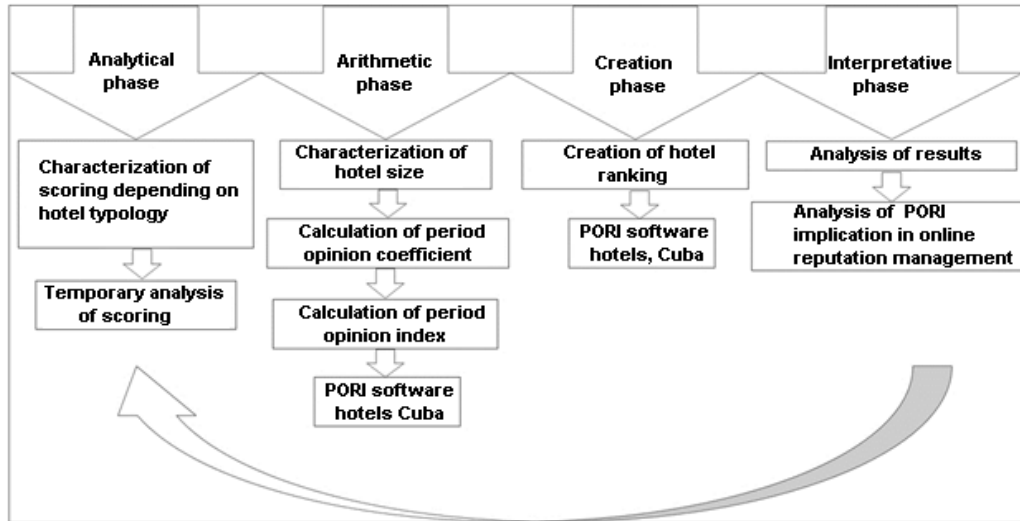 Analytical
phase
Characterization of
scoring depending on
hotel typology
Temporary analysis
of scoring
Arithmetic
phase
Characterization of
hotel size
Calculation of period
opinion coefficient
Calculation of period
opinion index
PORI software
hotels Cuba
Creation
phase
Creation of hotel
ranking
PORI software
hotels, Cuba
Interpretative
phase
Analysis of results
Analysis of PORI
implication in online
reputation management